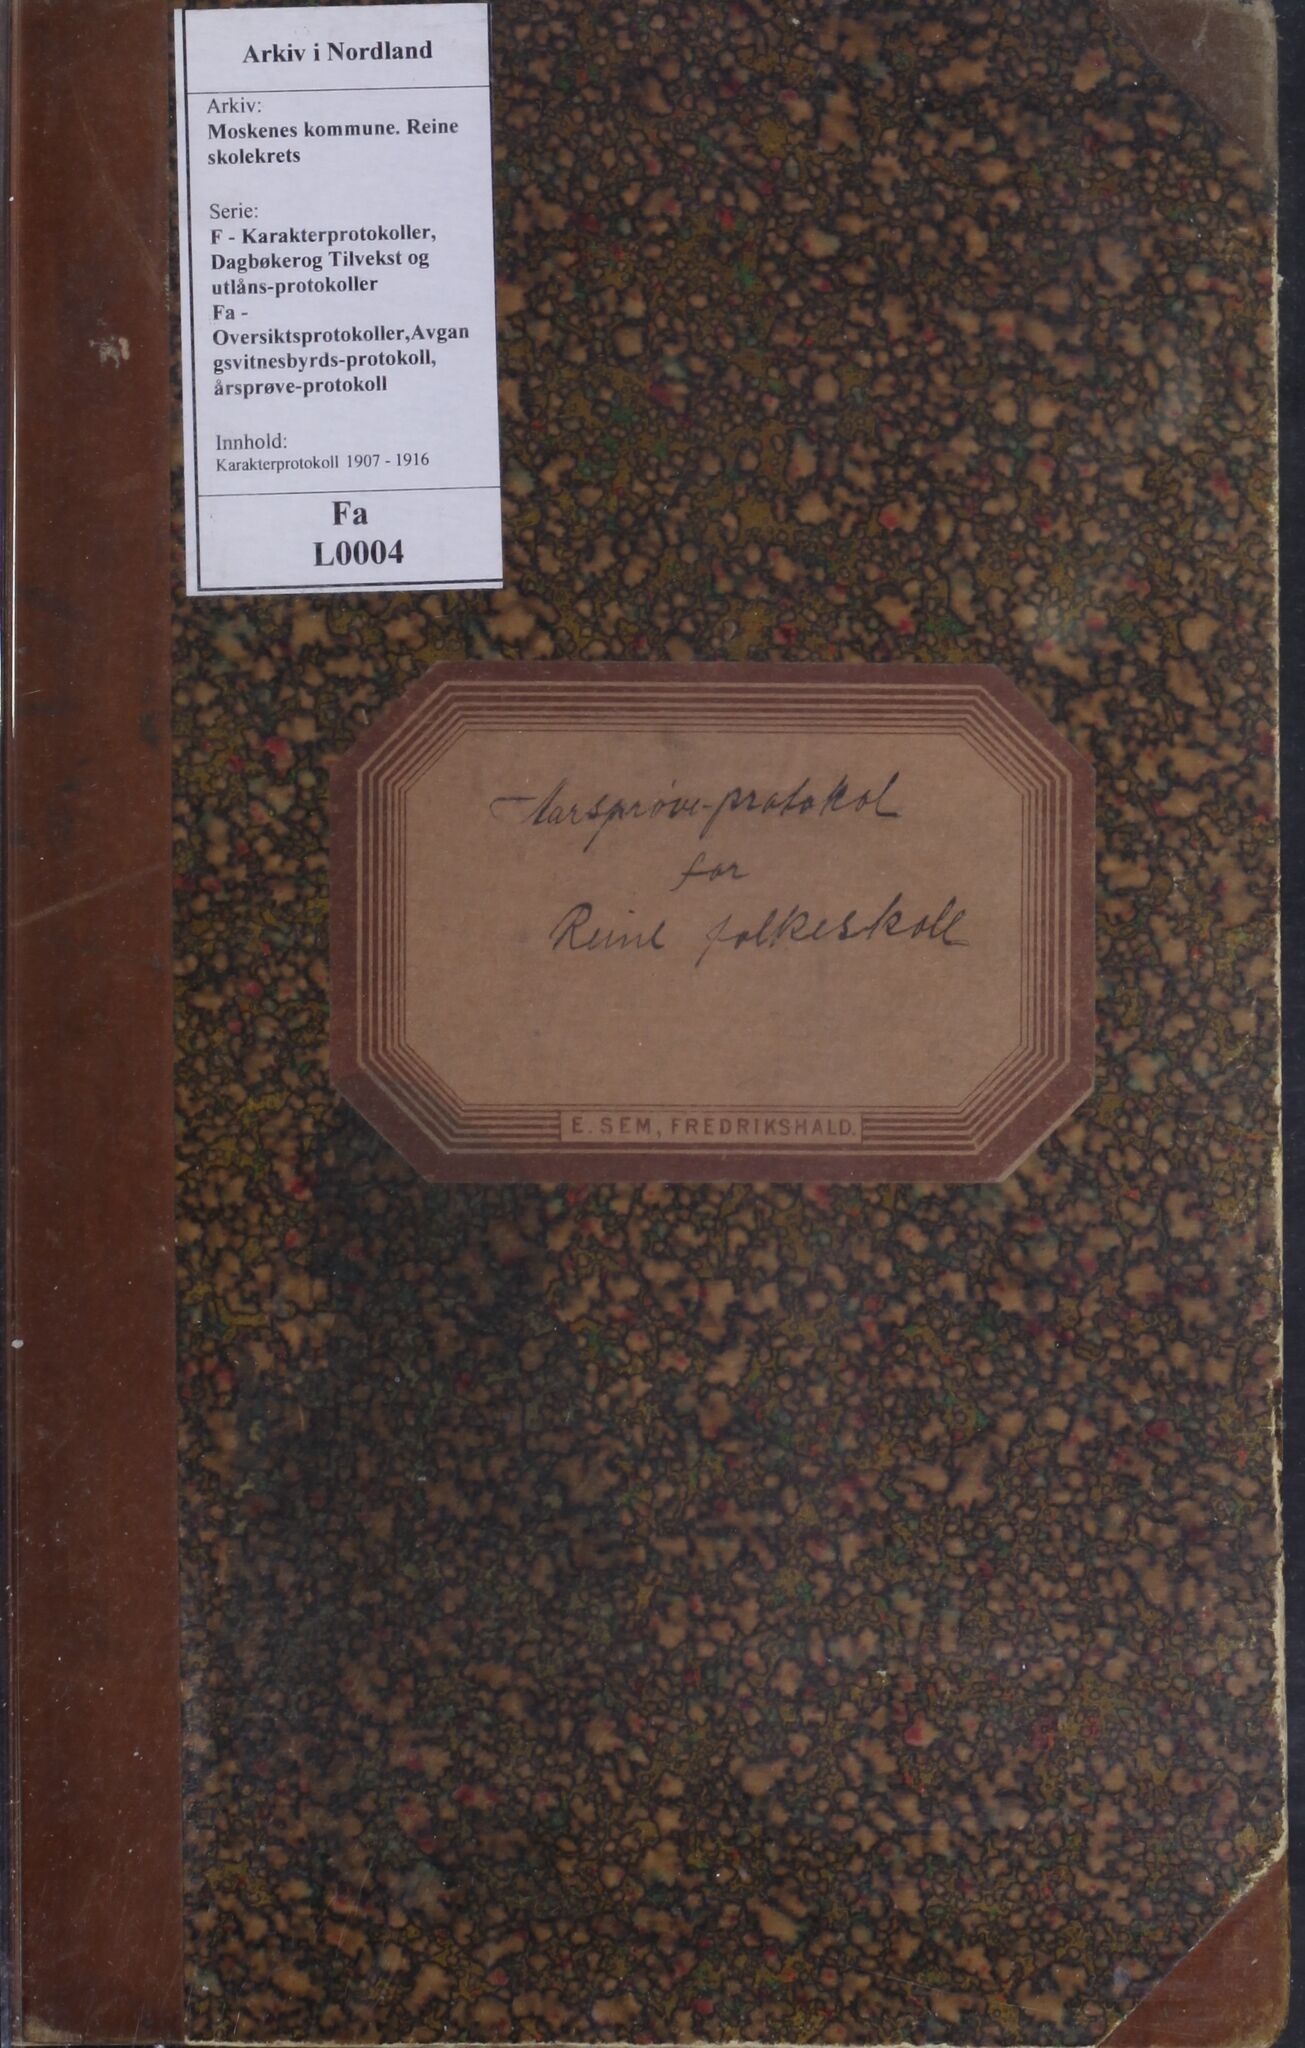 Arkiv i Nordland
Arkiv:
Moskenes kommune. Reine
skolekrets
Serie:
F - Karakterprotokoller,
Dagbøkerog Tilvekst og
utlåns-protokoller
Fa -
Oversiktsprotokoller,Avgan
gsvitnesbyrds-protokoll,
årsprøve-protokoll
Innhold:
Karakterprotokoll 1907 - 1916
Fa
L0004
Aarsprøve-protokol
for
Reine folkeskole
E. SEM, FREDRIKSHALD.